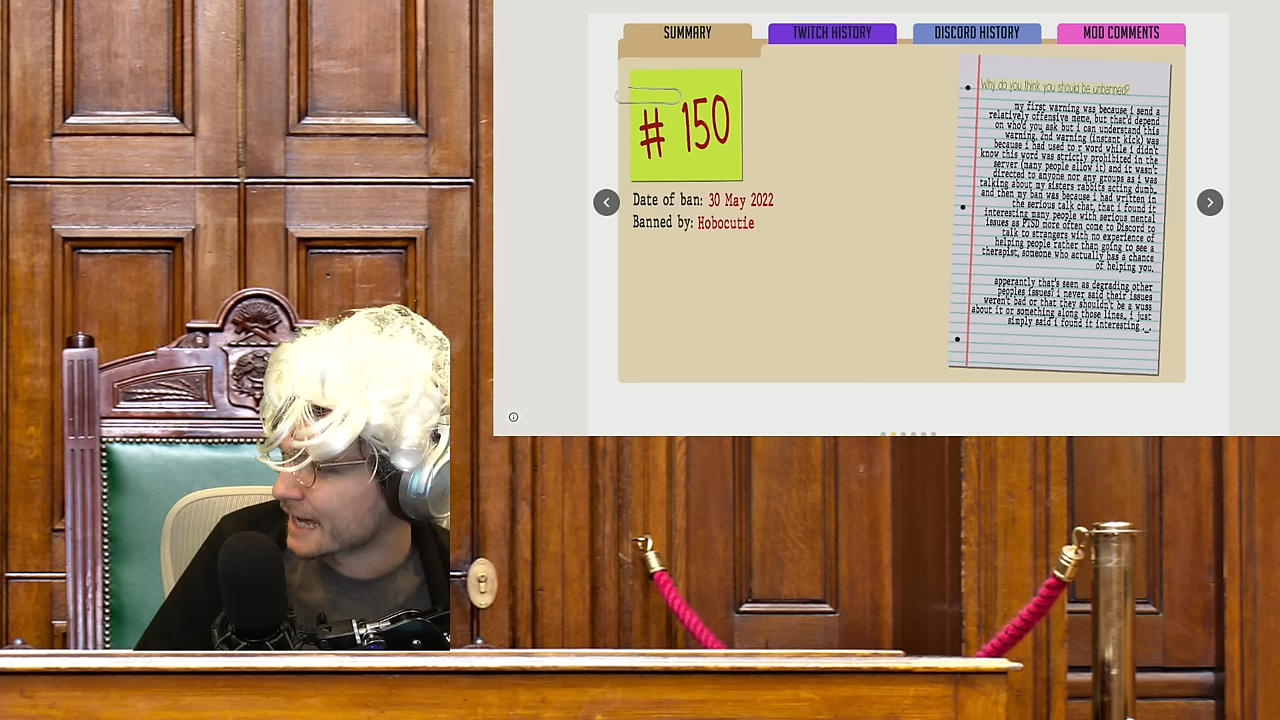 SUMMARY
TWITCH HISTORY
DISCORD HISTORY
MOD COMMENTS
# 150
Date of ban: 30 May 2022
Banned by: Hobocutie
Why do you think you should be unbanned?
my first warning was because i send a
relatively offensive meme, but that'd depend
on who'd you ask but i can understand this
warning. 2nd warning (instant kick) was
because i had used to r word while i didn't
know this word was strictly prohibited in the
server (many people allow it) and it wasn't
directed to anyone nor any groups as i was
talking about my sisters rabbits acting dumb.
and then my ban was because i had written in
the serious talk chat that i found it
interesting many people with serious mental
issues as PTSD more often come to Discord to
talk to strangers with no experience of
helping people rather than going to see a
therapist, someone who actually has a chance
of helping you.
apperantly that's seen as degrading other
peoples issues? i never said their issues
weren't bad or that they shouldn't be a wuss
about it or something along those lines, i just
simply said i found it interesting ._.